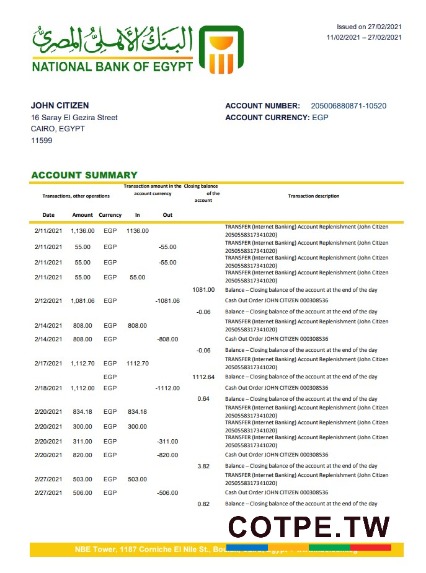 Issued on 27/02/2021
11/02/2021 – 27/02/2021
البنك الأهلي المصري
NATIONAL BANK OF EGYPT
JOHN CITIZEN
16 Saray El Gezira Street
CAIRO, EGYPT
11599
ACCOUNT NUMBER: 205006880871-10520
ACCOUNT CURRENCY: EGP
ACCOUNT SUMMARY
Transactions, other operations
Transaction amount in the account currency
Closing balance of the account
Transaction description
Date Amount Currency In Out
2/11/2021 1,136.00 EGP 1136.00 TRANSFER (Internet Banking) Account Replenishment (John Citizen
2050558317341020)
2/11/2021 55.00 EGP -55.00 TRANSFER (Internet Banking) Account Replenishment (John Citizen
2050558317341020)
2/11/2021 55.00 EGP -55.00 TRANSFER (Internet Banking) Account Replenishment (John Citizen
2050558317341020)
2/11/2021 55.00 EGP 55.00 TRANSFER (Internet Banking) Account Replenishment (John Citizen
2050558317341020)
1081.00 Balance – Closing balance of the account at the end of the day
2/12/2021 1,081.06 EGP -1081.06 Cash Out Order JOHN CITIZEN 000308536
-0.06 Balance – Closing balance of the account at the end of the day
2/14/2021 808.00 EGP 808.00 TRANSFER (Internet Banking) Account Replenishment (John Citizen
2050558317341020)
2/14/2021 808.00 EGP -808.00 Cash Out Order JOHN CITIZEN 000308536
-0.06 Balance – Closing balance of the account at the end of the day
2/17/2021 1,112.70 EGP 1112.70 TRANSFER (Internet Banking) Account Replenishment (John Citizen
2050558317341020)
EGP 1112.64 Balance – Closing balance of the account at the end of the day
2/18/2021 1,112.00 EGP -1112.00 Cash Out Order JOHN CITIZEN 000308536
0.64 Balance – Closing balance of the account at the end of the day
2/20/2021 834.18 EGP 834.18 TRANSFER (Internet Banking) Account Replenishment (John Citizen
2050558317341020)
2/20/2021 300.00 EGP 300.00 TRANSFER (Internet Banking) Account Replenishment (John Citizen
2050558317341020)
2/20/2021 311.00 EGP -311.00 TRANSFER (Internet Banking) Account Replenishment (John Citizen
2050558317341020)
2/20/2021 820.00 EGP -820.00 Cash Out Order JOHN CITIZEN 000308536
3.82 Balance – Closing balance of the account at the end of the day
2/27/2021 503.00 EGP 503.00 TRANSFER (Internet Banking) Account Replenishment (John Citizen
2050558317341020)
2/27/2021 506.00 EGP -506.00 Cash Out Order JOHN CITIZEN 000308536
0.82 Balance – Closing balance of the account at the end of the day
COTPE.TW
NBE Tower, 1187 Corniche El Nile St.,